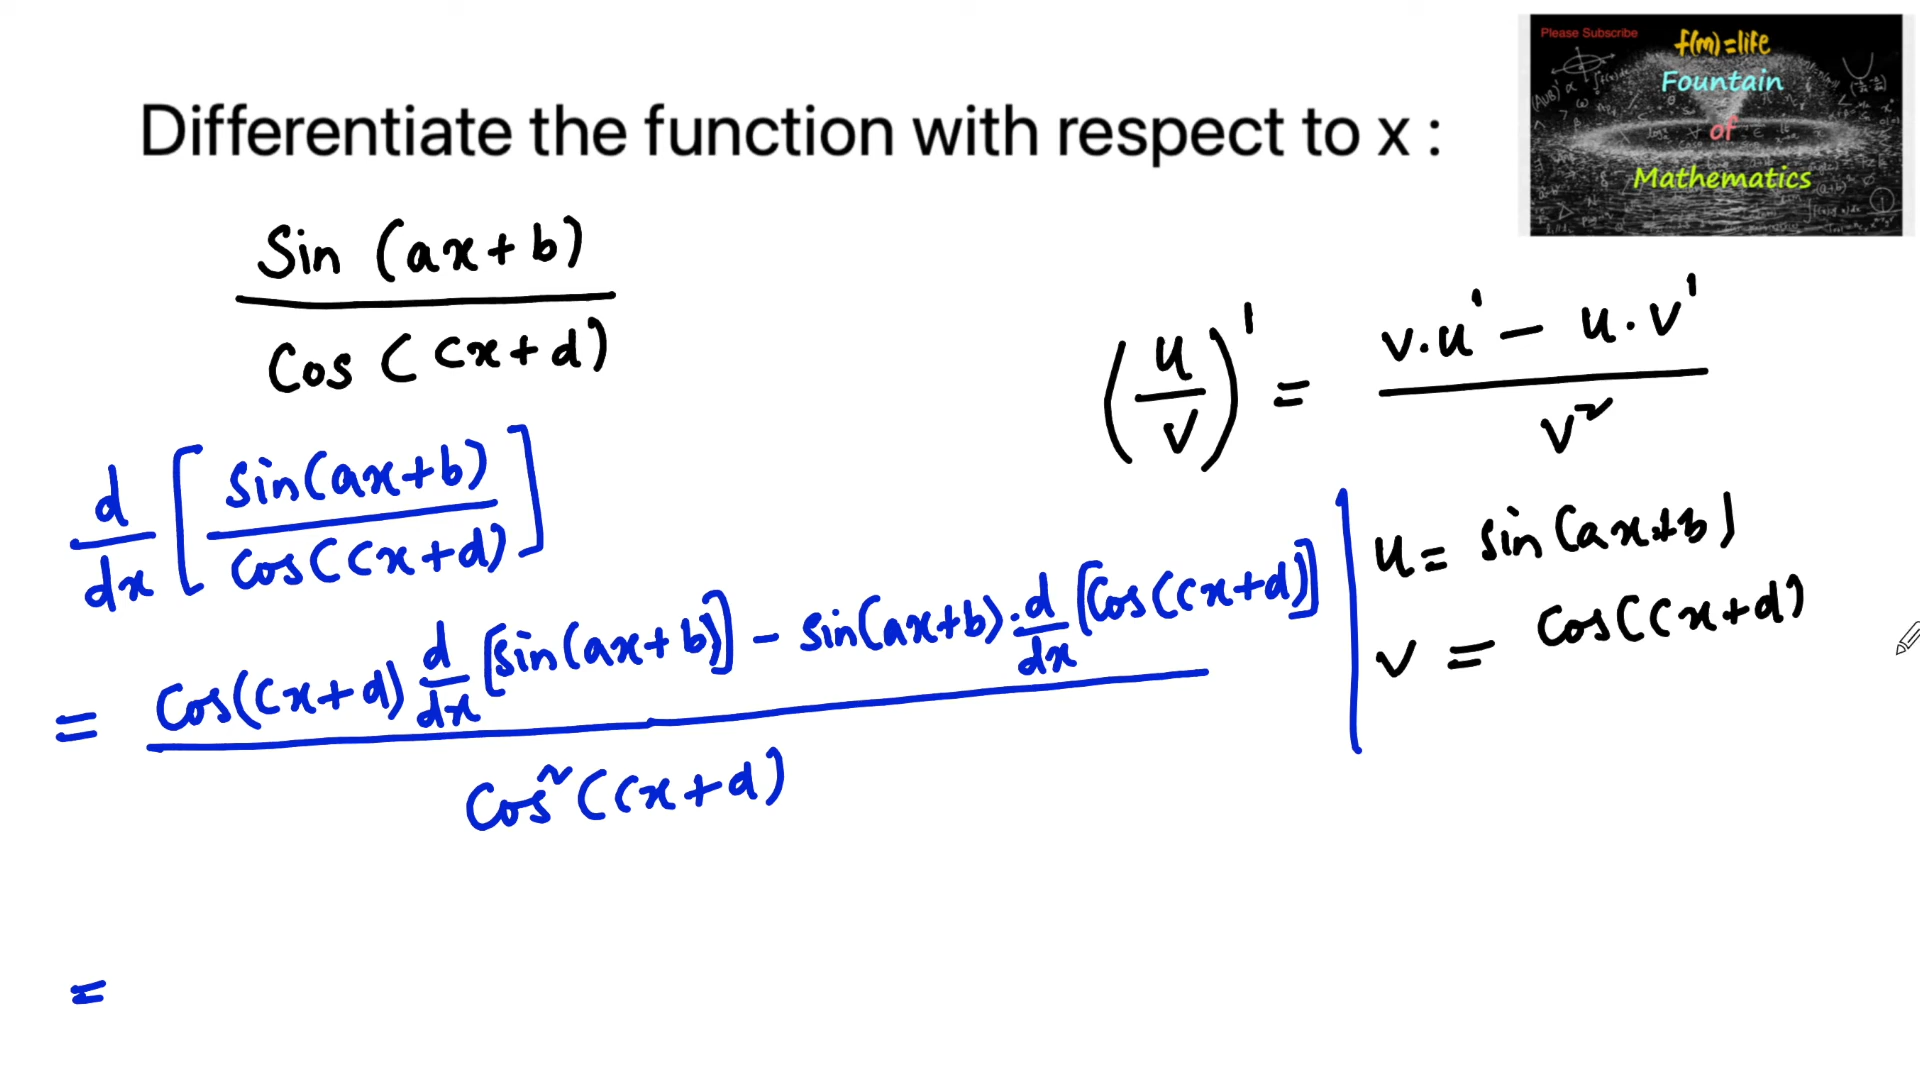 Please Subscribe
f(m)=life
Fountain
of
Mathematics
Differentiate the function with respect to x :
Sin (ax+b)
Cos (cx+d)
(u/v)' = (v.u' - u.v')/v²
d/dx [sin(ax+b)/cos(cx+d)]
u = sin(ax+b)
v = cos(cx+d)
= cos(cx+d) d/dx [sin(ax+b)] - sin(ax+b).d/dx [cos(cx+d)]
cos²(cx+d)
=